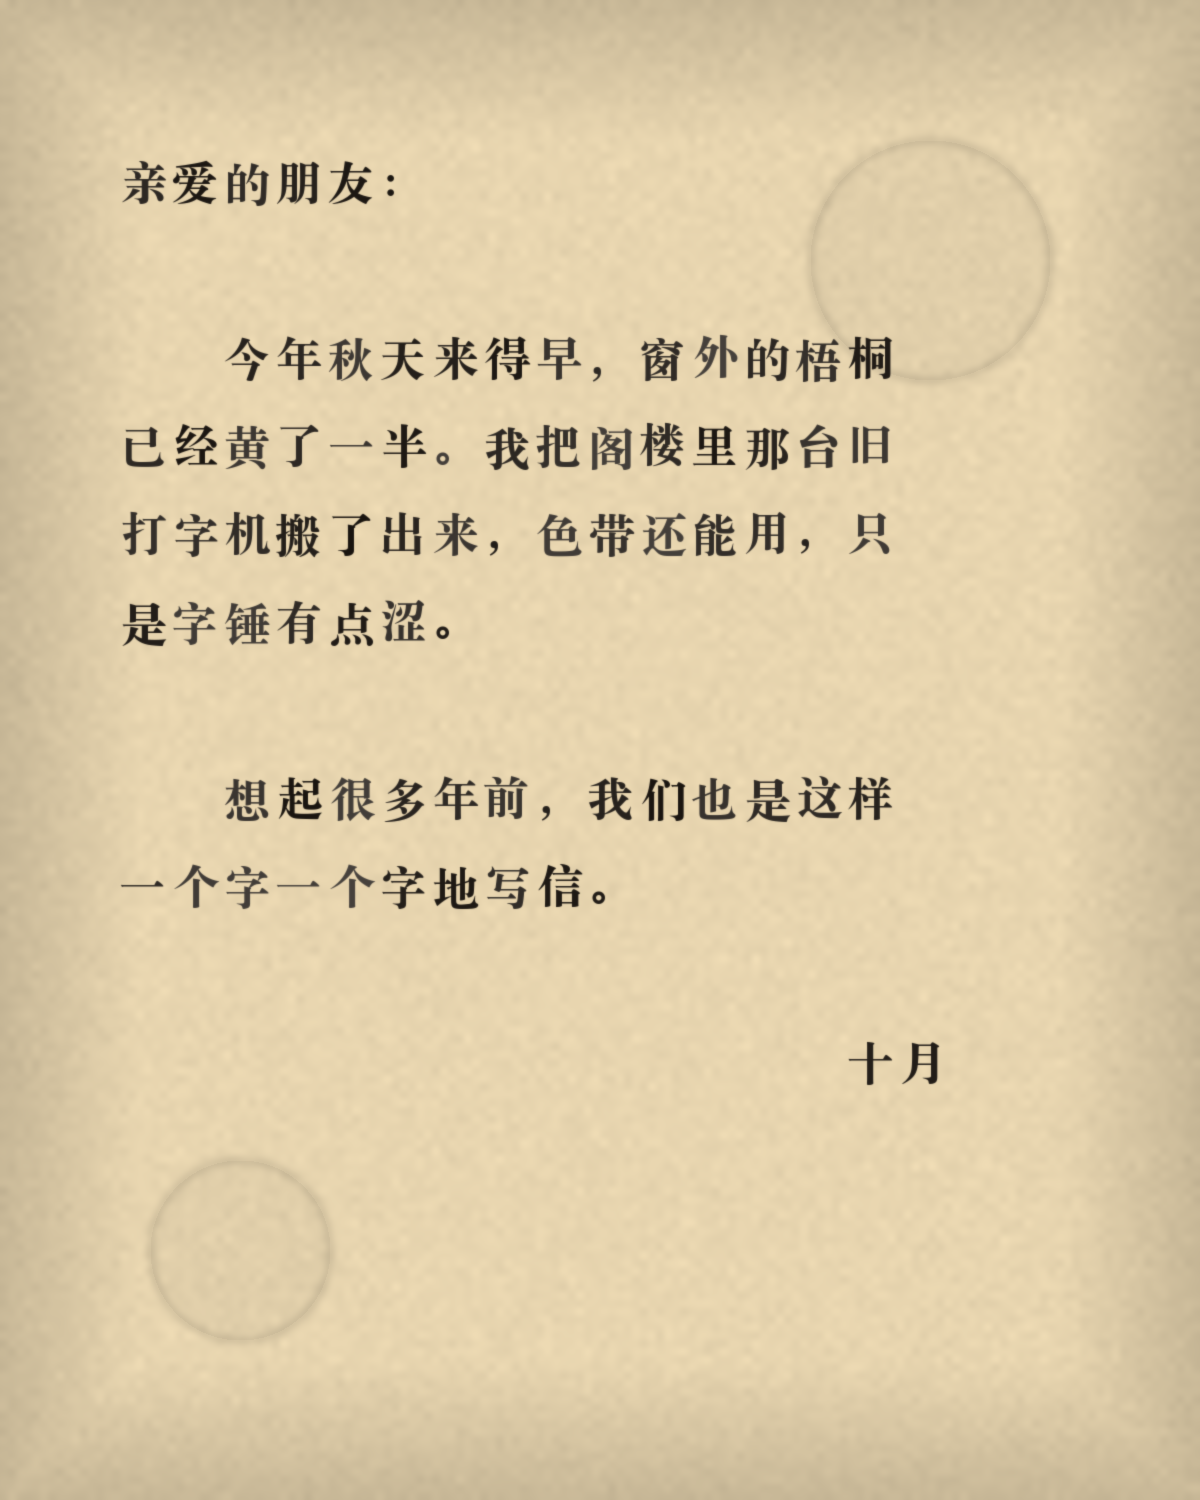 亲爱的朋友：
今年秋天来得早，窗外的梧桐
已经黄了一半。我把阁楼里那台旧
打字机搬了出来，色带还能用，只
是字锤有点涩。
想起很多年前，我们也是这样
一个字一个字地写信。
十月